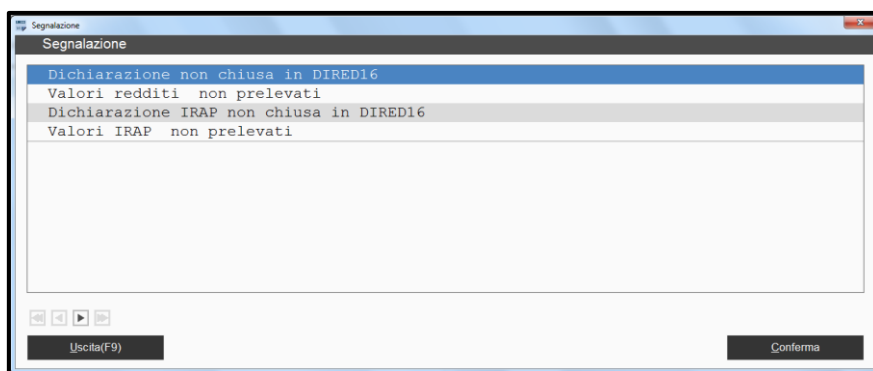 Segnalazione
Segnalazione
Dichiarazione non chiusa in DIRED16
Valori redditi  non prelevati
Dichiarazione IRAP non chiusa in DIRED16
Valori IRAP  non prelevati
Uscita(F9)
Conferma